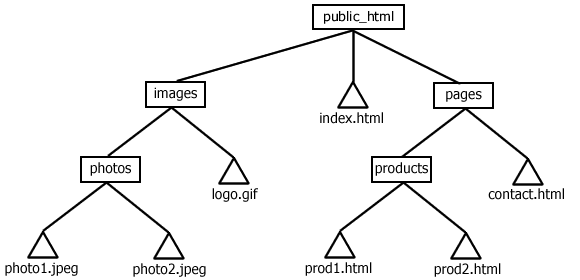 public_html
images
index.html
pages
photos
logo.gif
products
contact.html
photo1.jpeg
photo2.jpeg
prod1.html
prod2.html